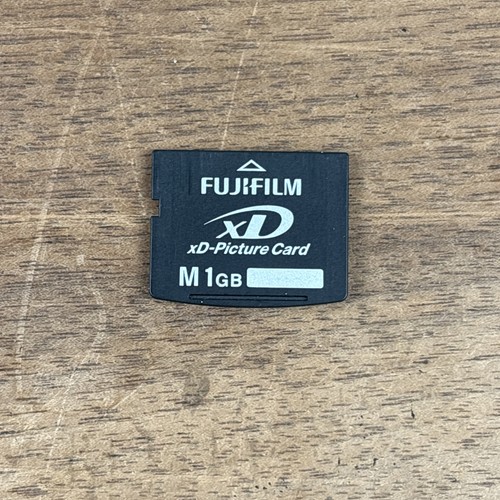 FUJIFILM
xD
xD-Picture Card
M 1GB